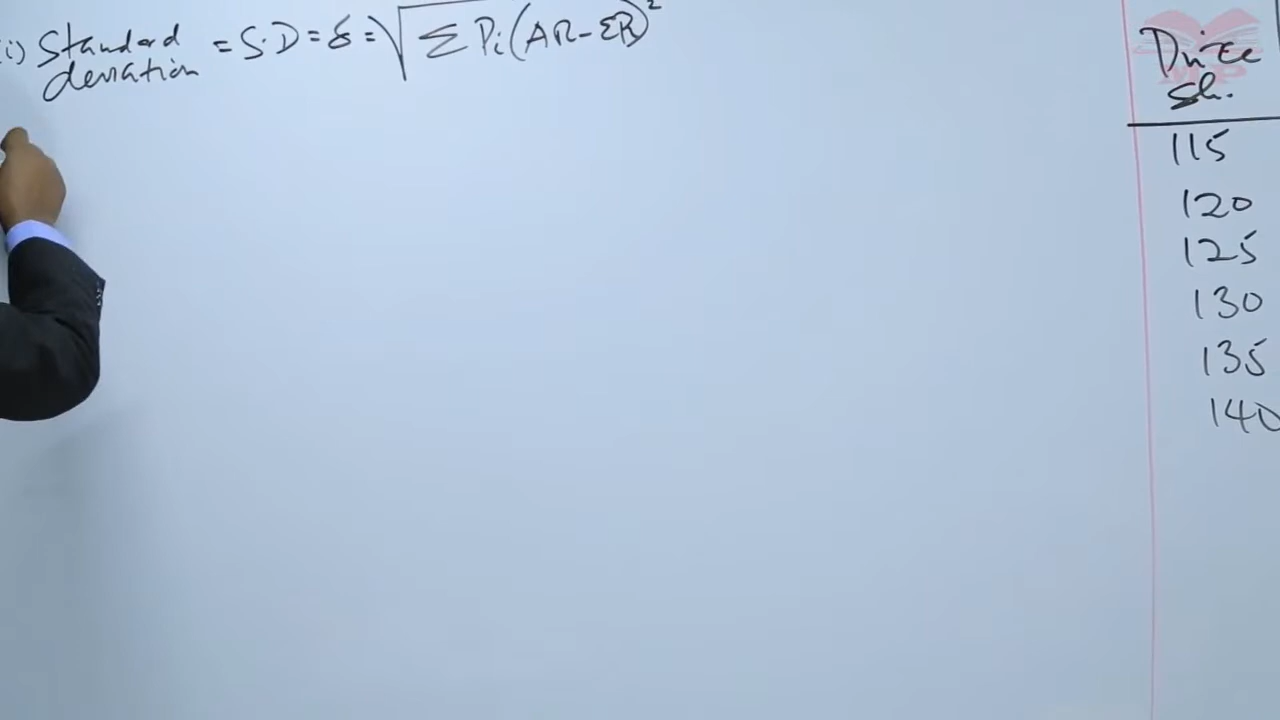 i) Standard deviation = S.D = δ = √ΣPi(AR-ER)²
Price
Sh.
115
120
125
130
135
140